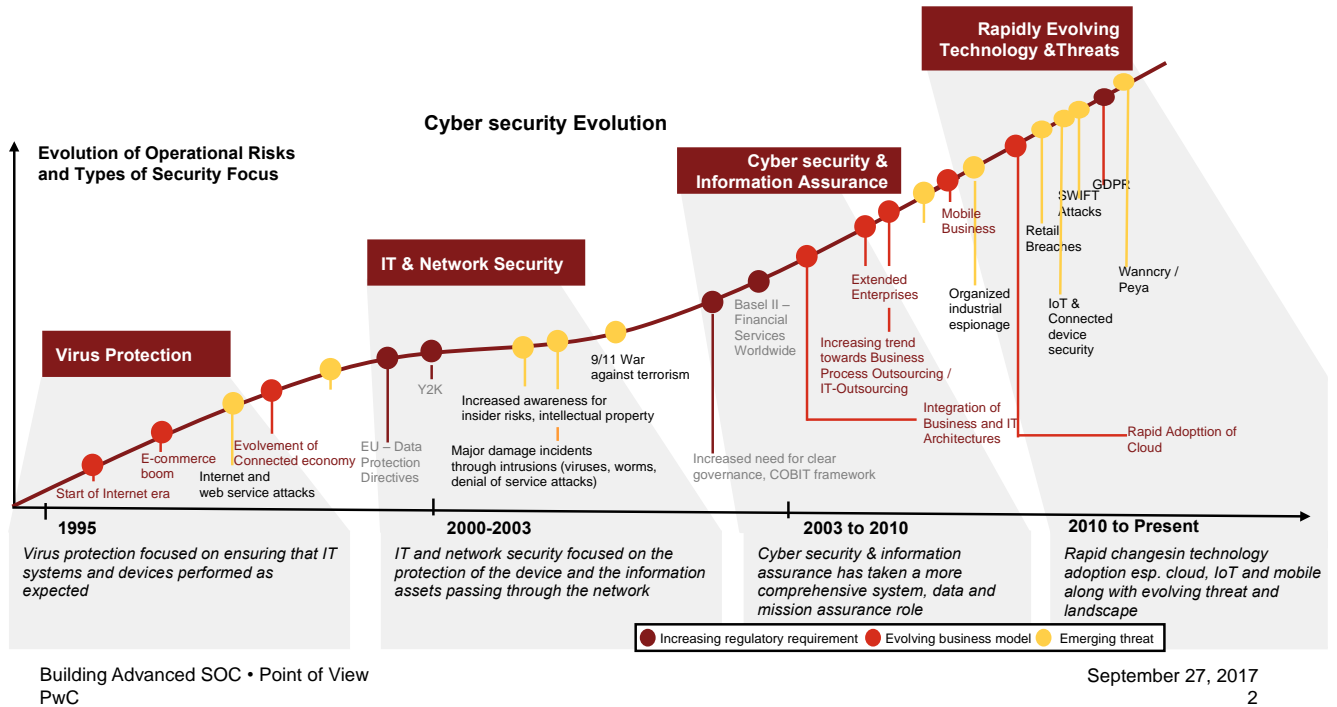 Rapidly Evolving
Technology &Threats
Cyber security Evolution
Evolution of Operational Risks
and Types of Security Focus
Cyber security &
Information Assurance
IT & Network Security
Virus Protection
Start of Internet era
E-commerce
boom
Internet and
web service attacks
Evolvement of
Connected economy
EU – Data
Protection
Directives
Y2K
Increased awareness for
insider risks, intellectual property
Major damage incidents
through intrusions (viruses, worms,
denial of service attacks)
9/11 War
against terrorism
Increased need for clear
governance, COBIT framework
Basel II –
Financial
Services
Worldwide
Integration of
Business and IT
Architectures
Extended
Enterprises
Increasing trend
towards Business
Process Outsourcing /
IT-Outsourcing
Mobile
Business
Organized
industrial
espionage
Rapid Adopttion of
Cloud
Retail
Breaches
IoT &
Connected
device
security
SWIFT
Attacks
GDPR
Wanncry /
Peya
1995
2000-2003
2003 to 2010
2010 to Present
Virus protection focused on ensuring that IT
systems and devices performed as
expected
IT and network security focused on the
protection of the device and the information
assets passing through the network
Cyber security & information
assurance has taken a more
comprehensive system, data and
mission assurance role
Rapid changesin technology
adoption esp. cloud, IoT and mobile
along with evolving threat and
landscape
Increasing regulatory requirement
Evolving business model
Emerging threat
Building Advanced SOC • Point of View
PwC
September 27, 2017
2